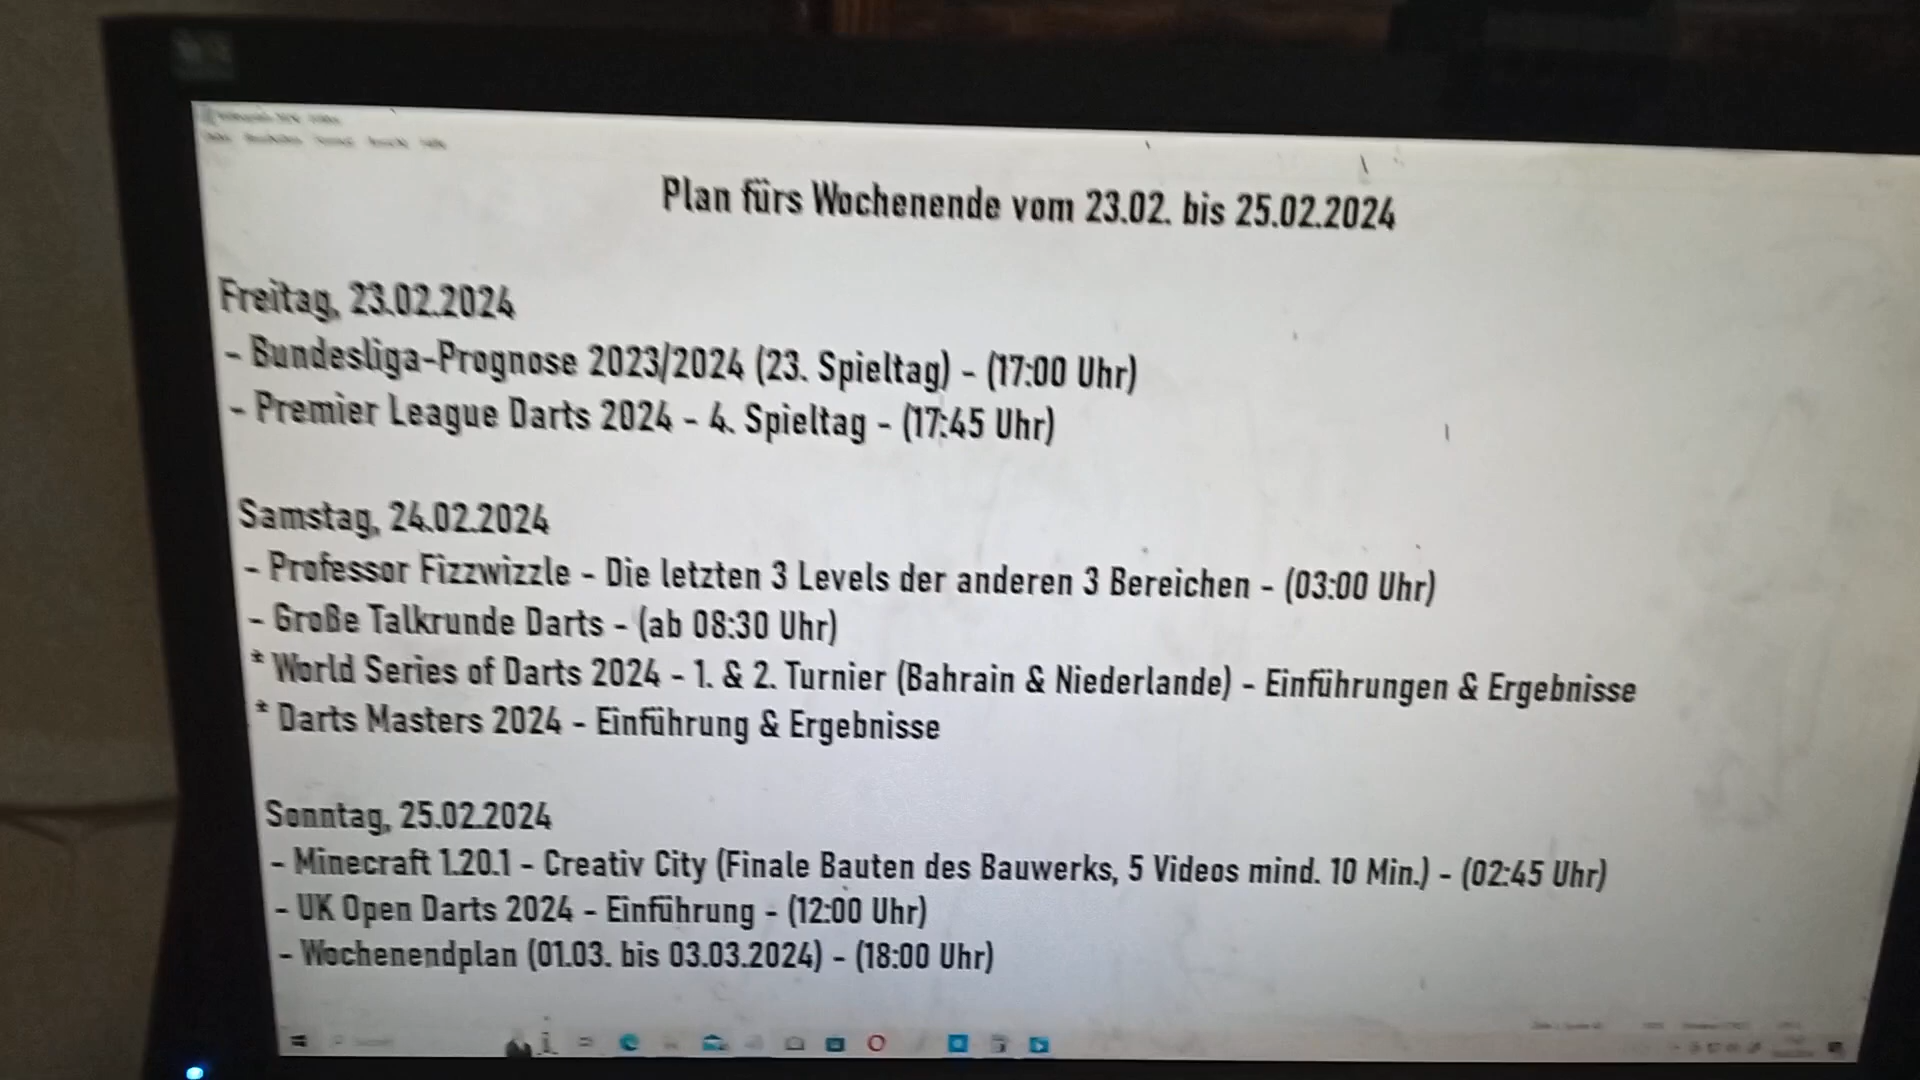 Plan fürs Wochenende vom 23.02. bis 25.02.2024
Freitag, 23.02.2024
- Bundesliga-Prognose 2023/2024 (23. Spieltag) - (17:00 Uhr)
- Premier League Darts 2024 - 4. Spieltag - (17:45 Uhr)
Samstag, 24.02.2024
- Professor Fizzwizzle - Die letzten 3 Levels der anderen 3 Bereichen - (03:00 Uhr)
- Große Talkrunde Darts - (ab 08:30 Uhr)
* World Series of Darts 2024 - 1. & 2. Turnier (Bahrain & Niederlande) - Einführungen & Ergebnisse
* Darts Masters 2024 - Einführung & Ergebnisse
Sonntag, 25.02.2024
- Minecraft 1.20.1 - Creativ City (Finale Bauten des Bauwerks, 5 Videos mind. 10 Min.) - (02:45 Uhr)
- UK Open Darts 2024 - Einführung - (12:00 Uhr)
- Wochenendplan (01.03. bis 03.03.2024) - (18:00 Uhr)